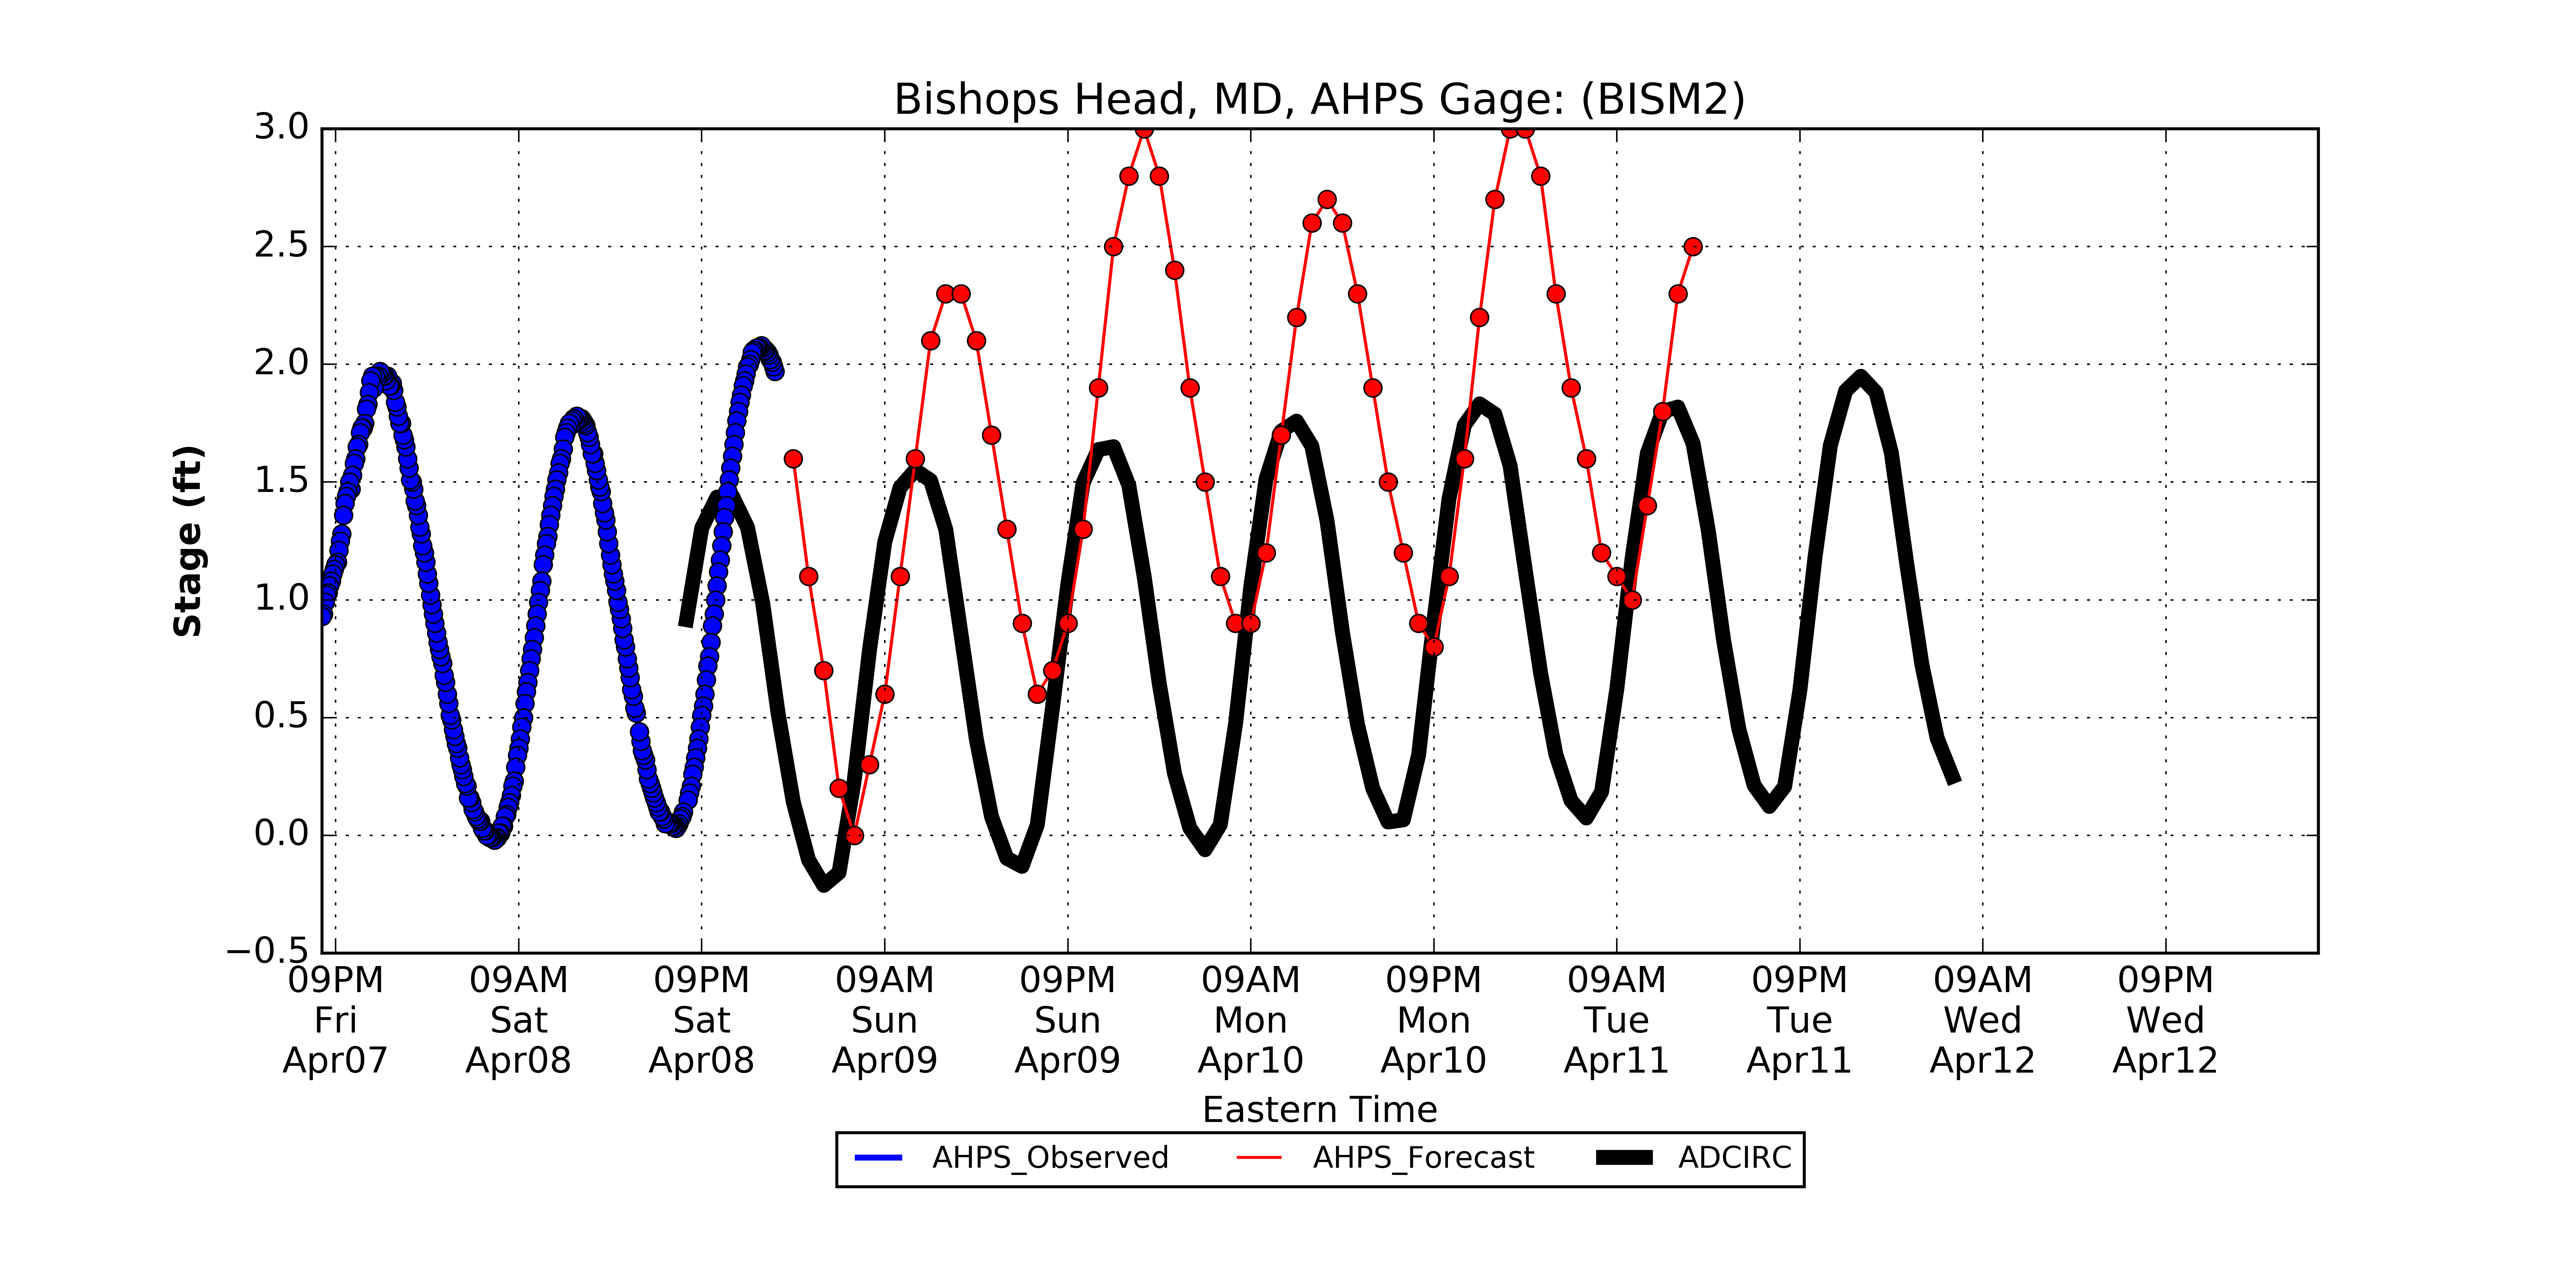 Bishops Head, MD, AHPS Gage: (BISM2)
Stage (ft)
3.0
2.5
2.0
1.5
1.0
0.5
0.0
−0.5
09PM 09AM 09PM 09AM 09PM 09AM 09PM 09AM 09PM 09AM 09PM
Fri Sat Sat Sun Sun Mon Mon Tue Tue Wed Wed
Apr07 Apr08 Apr08 Apr09 Apr09 Apr10 Apr10 Apr11 Apr11 Apr12 Apr12
Eastern Time
AHPS_Observed AHPS_Forecast ADCIRC